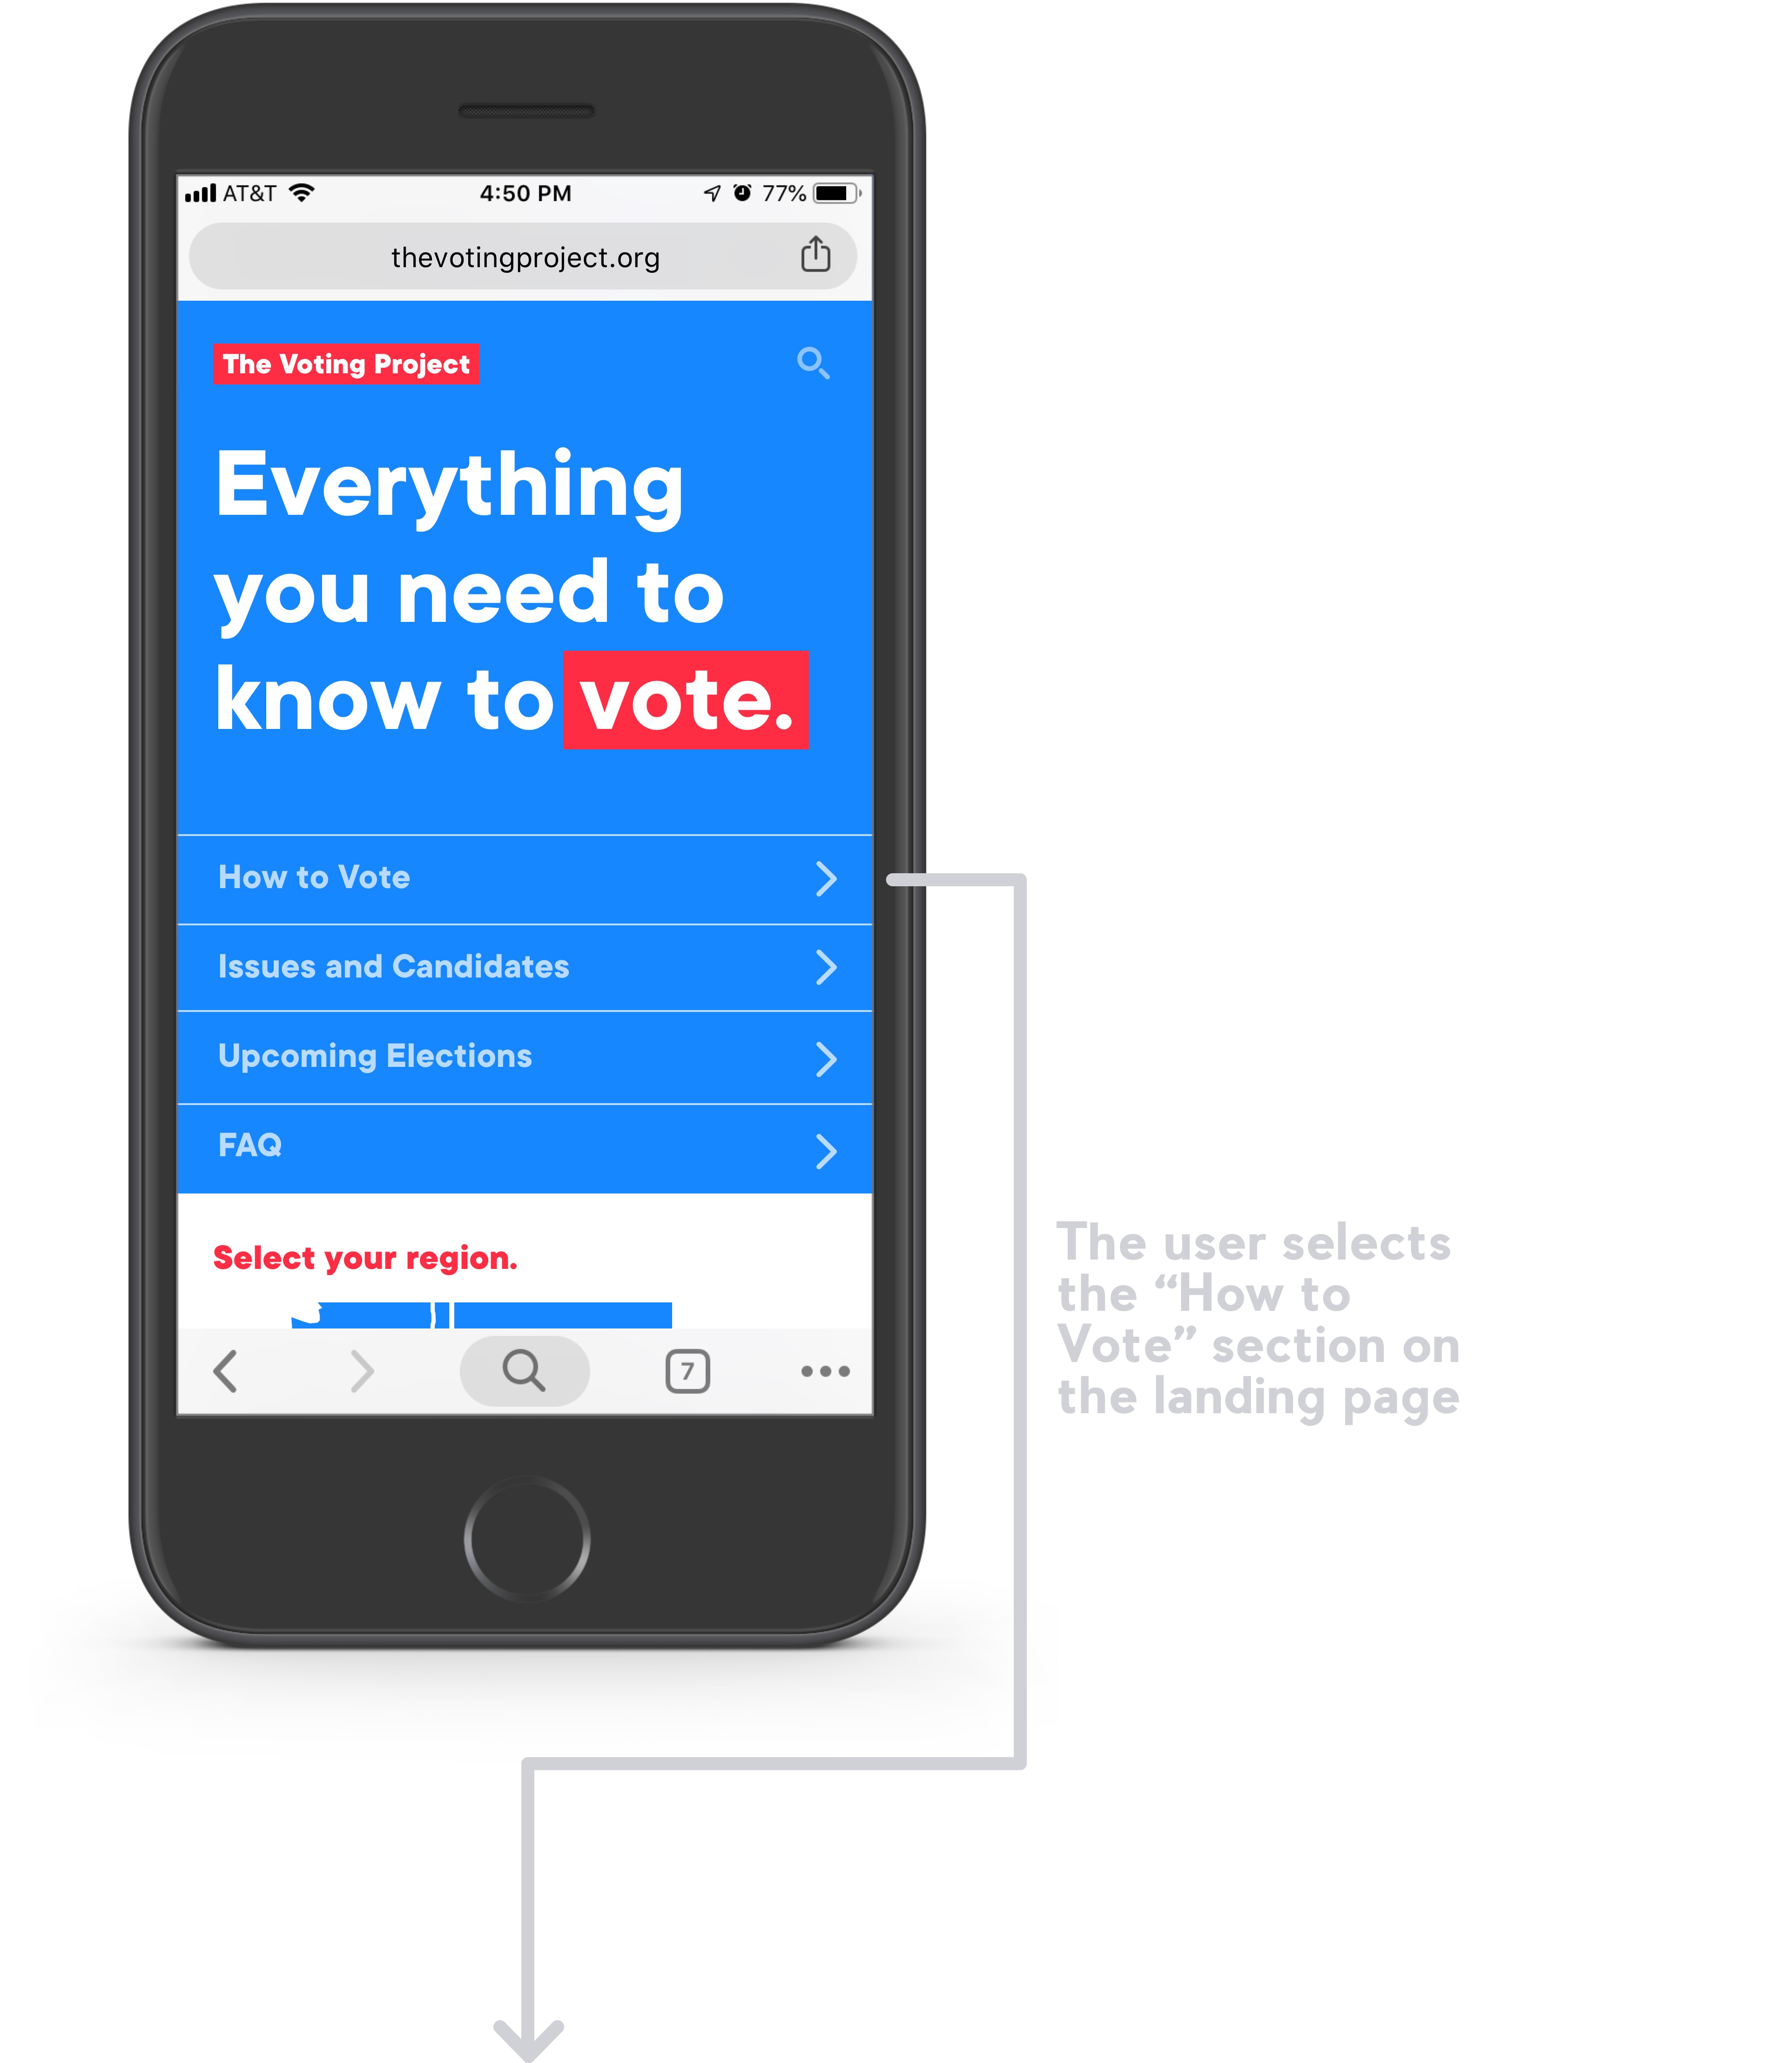 AT&T 4:50 PM 77%
thevotingproject.org
The Voting Project
Everything
you need to
know to vote.
How to Vote
Issues and Candidates
Upcoming Elections
FAQ
Select your region.
7
The user selects
the “How to
Vote” section on
the landing page